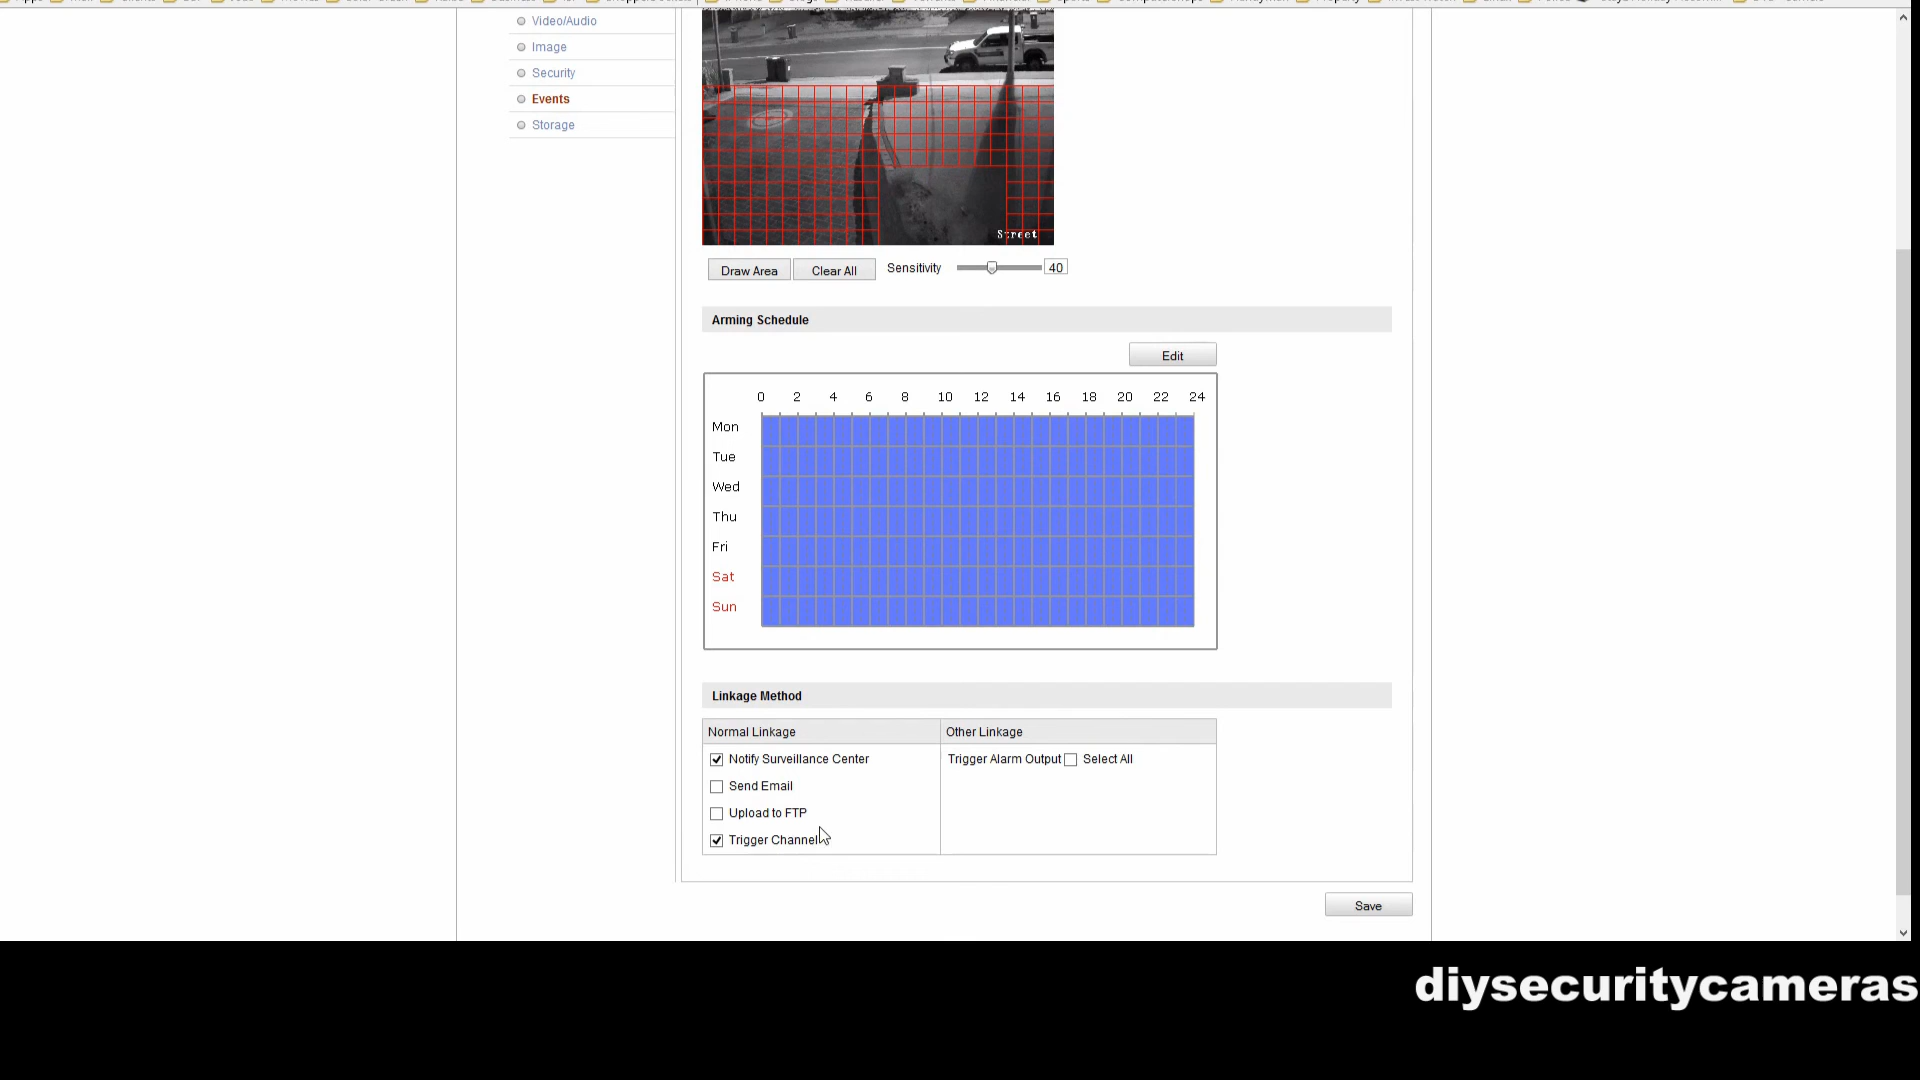 Video/Audio
Image
Security
Events
Storage
Street
Draw Area
Clear All
Sensitivity
40
Arming Schedule
Edit
0 2 4 6 8 10 12 14 16 18 20 22 24
Mon
Tue
Wed
Thu
Fri
Sat
Sun
Linkage Method
Normal Linkage
Other Linkage
Notify Surveillance Center
Trigger Alarm Output
Select All
Send Email
Upload to FTP
Trigger Channel
Save
diysecuritycameras